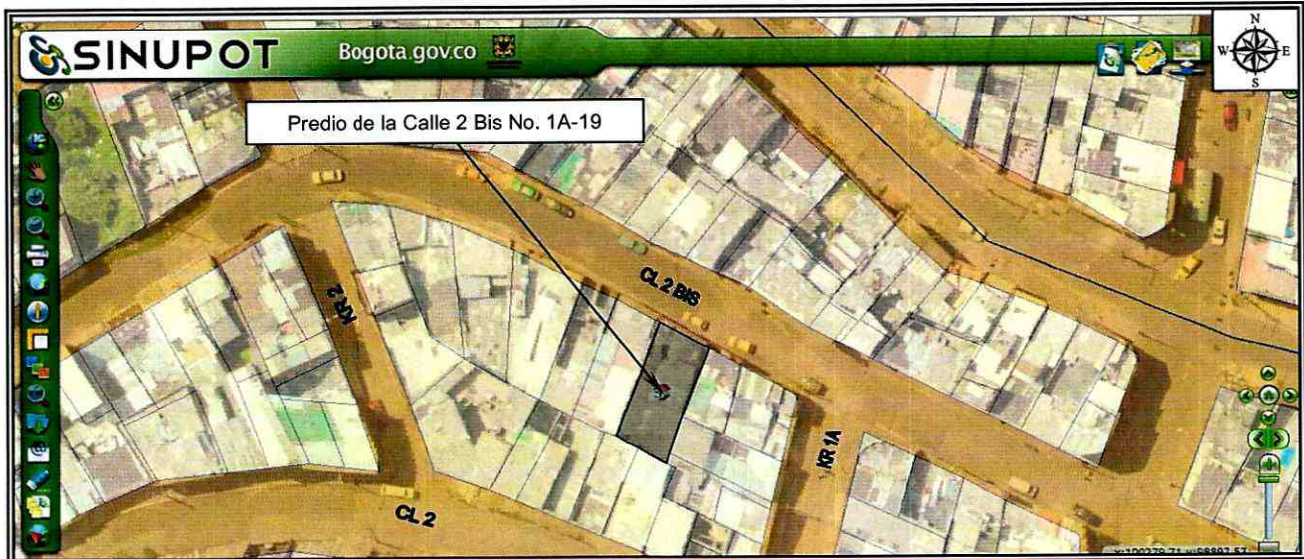 SINUPOT
Bogota.gov.co
N
W E
S
Predio de la Calle 2 Bis No. 1A-19
CL 2 BIS
KR 2
KR 1A
CL 2